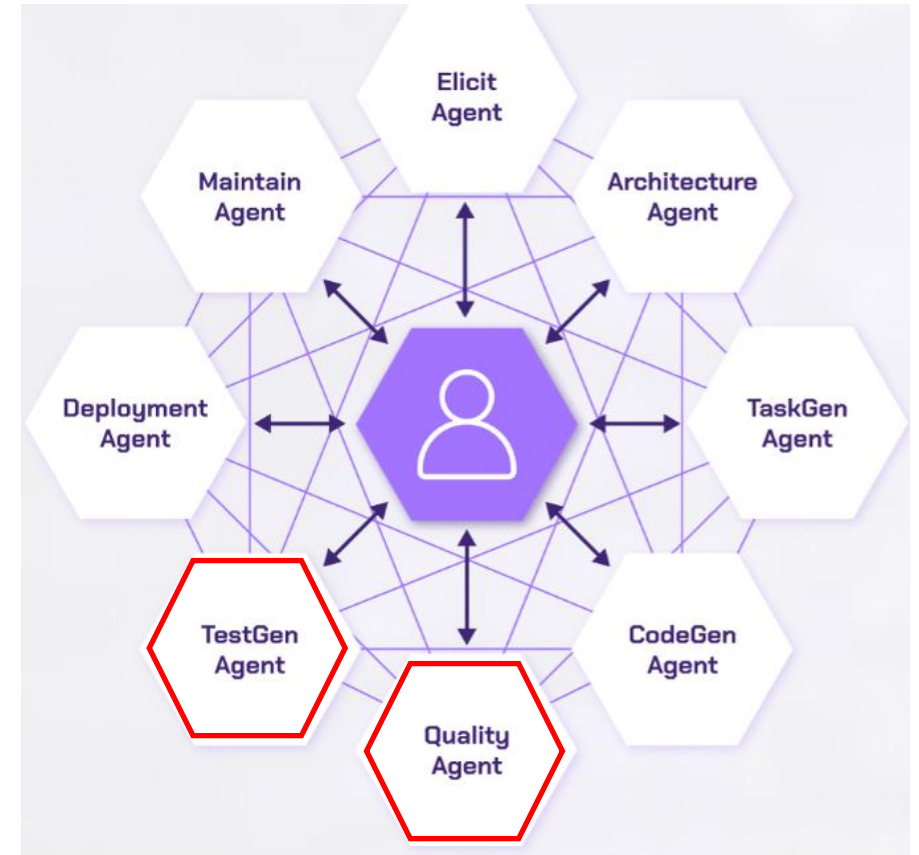 Elicit
Agent
Maintain
Agent
Architecture
Agent
Deployment
Agent
TaskGen
Agent
TestGen
Agent
CodeGen
Agent
Quality
Agent